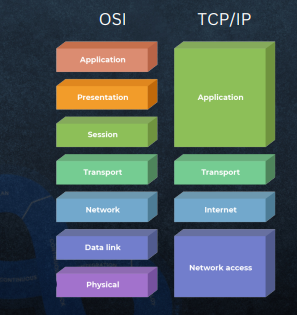 OSI
TCP/IP
Application
Presentation
Session
Transport
Network
Data link
Physical
Application
Transport
Internet
Network access